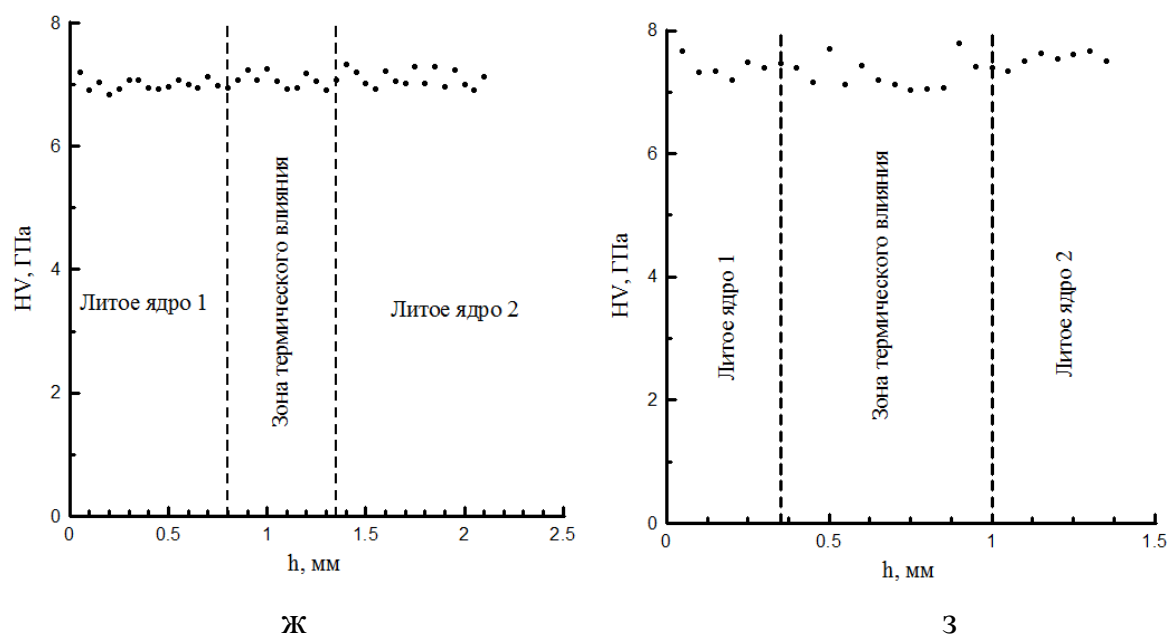 8
6
4
2
0
HV, ГПа
Литое ядро 1
Зона термического влияния
Литое ядро 2
0 0.5 1 1.5 2 2.5
h, мм
ж
8
6
4
2
0
HV, ГПа
Литое ядро 1
Зона термического влияния
Литое ядро 2
0 0.5 1 1.5
h, мм
з